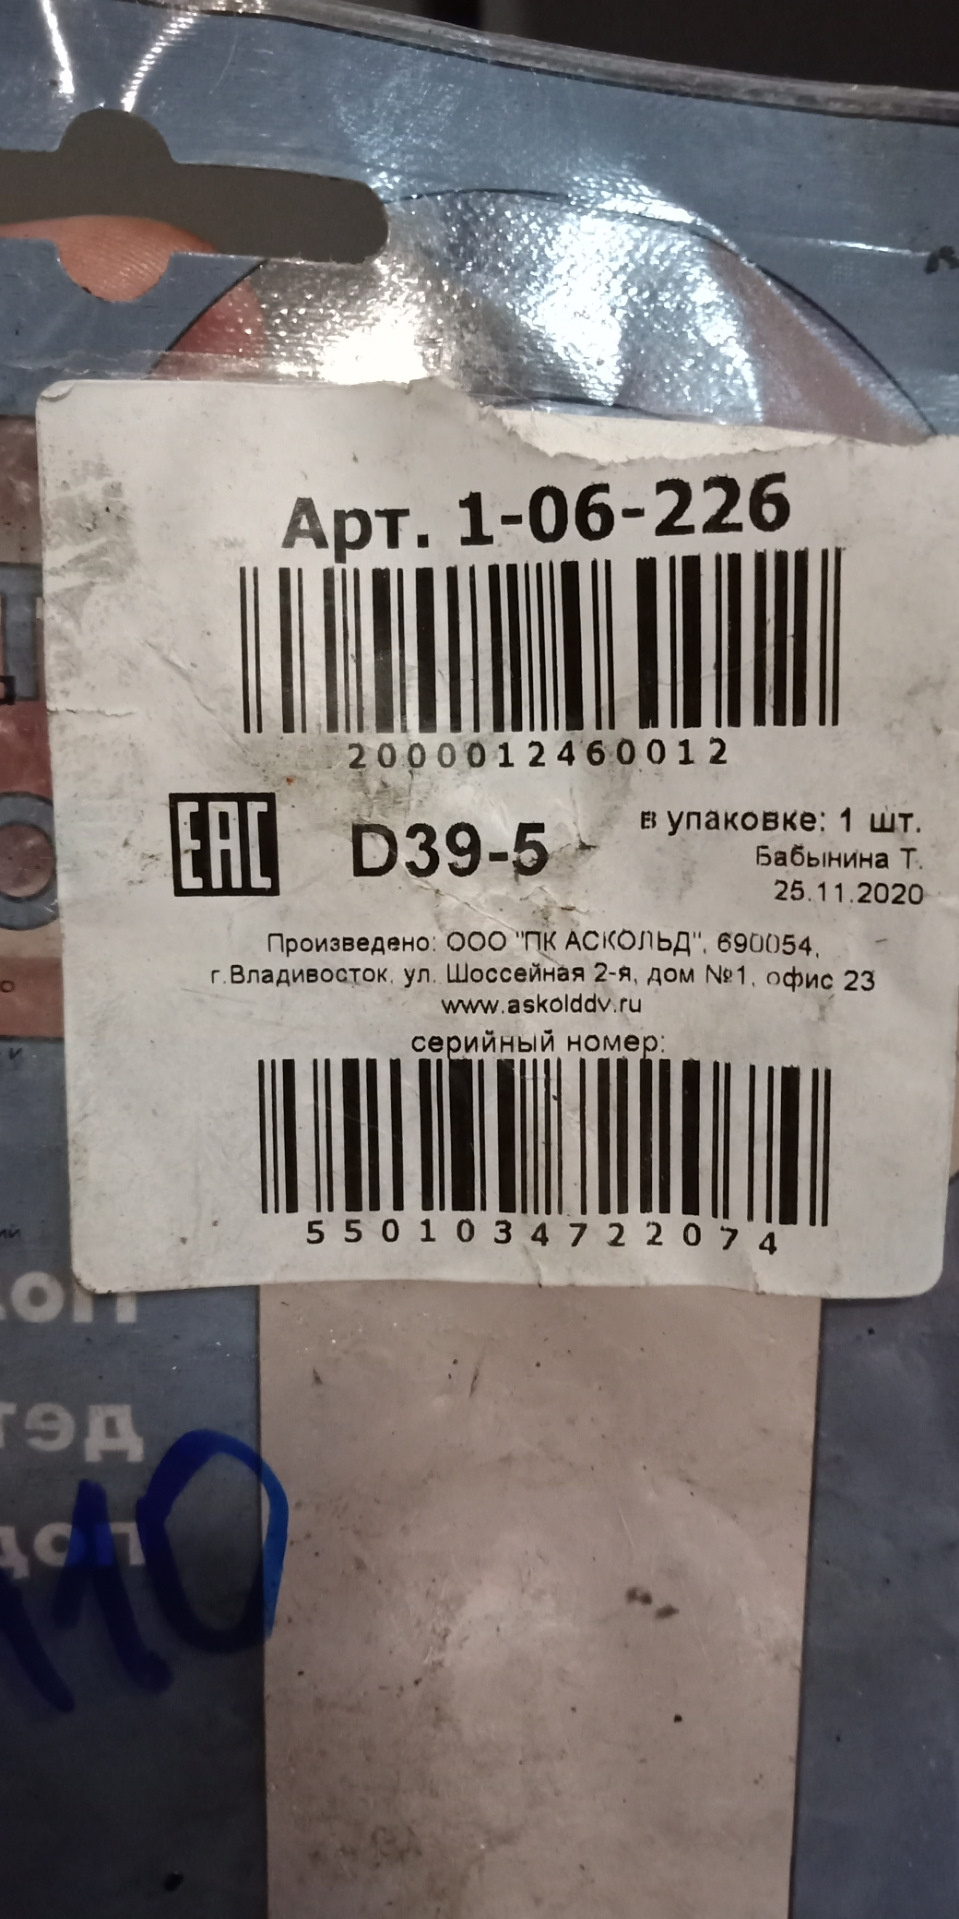 Арт. 1-06-226
2000012460012
EAC
D39-5
в упаковке: 1 шт.
Бабынина Т.
25.11.2020
Произведено: ООО "ПК АСКОЛЬД", 690054,
г.Владивосток, ул. Шоссейная 2-я, дом №1, офис 23
www.askolddv.ru
серийный номер:
5501034722074
10